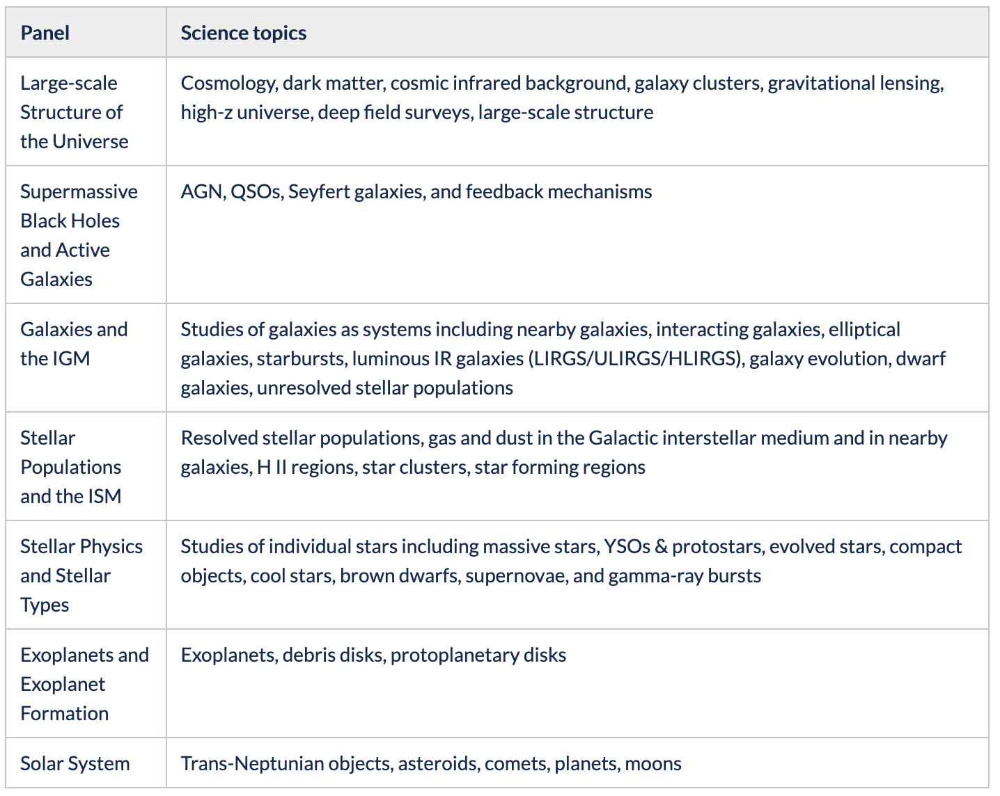 Panel
Science topics
Large-scale
Structure of
the Universe
Cosmology, dark matter, cosmic infrared background, galaxy clusters, gravitational lensing,
high-z universe, deep field surveys, large-scale structure
Supermassive
Black Holes
and Active
Galaxies
AGN, QSOs, Seyfert galaxies, and feedback mechanisms
Galaxies and
the IGM
Studies of galaxies as systems including nearby galaxies, interacting galaxies, elliptical
galaxies, starbursts, luminous IR galaxies (LIRGS/ULIRGS/HLIRGS), galaxy evolution, dwarf
galaxies, unresolved stellar populations
Stellar
Populations
and the ISM
Resolved stellar populations, gas and dust in the Galactic interstellar medium and in nearby
galaxies, H II regions, star clusters, star forming regions
Stellar Physics
and Stellar
Types
Studies of individual stars including massive stars, YSOs & protostars, evolved stars, compact
objects, cool stars, brown dwarfs, supernovae, and gamma-ray bursts
Exoplanets and
Exoplanet
Formation
Exoplanets, debris disks, protoplanetary disks
Solar System
Trans-Neptunian objects, asteroids, comets, planets, moons